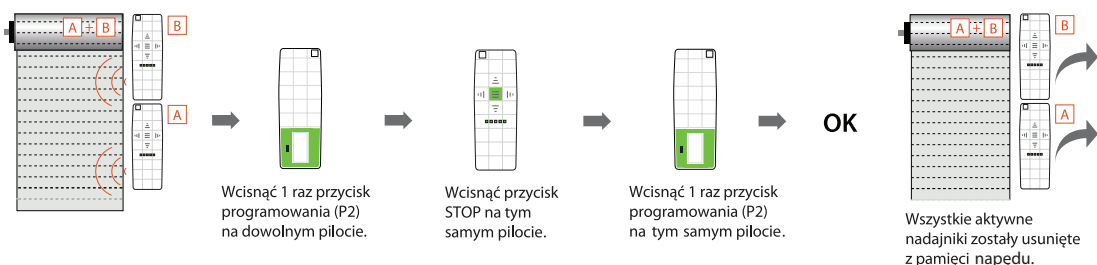 A + B
B
A
Wcisnąć 1 raz przycisk
programowania (P2)
na dowolnym pilocie.
Wcisnąć przycisk
STOP na tym
samym pilocie.
Wcisnąć 1 raz przycisk
programowania (P2)
na tym samym pilocie.
OK
A + B
B
A
Wszystkie aktywne
nadajniki zostały usunięte
z pamięci napędu.